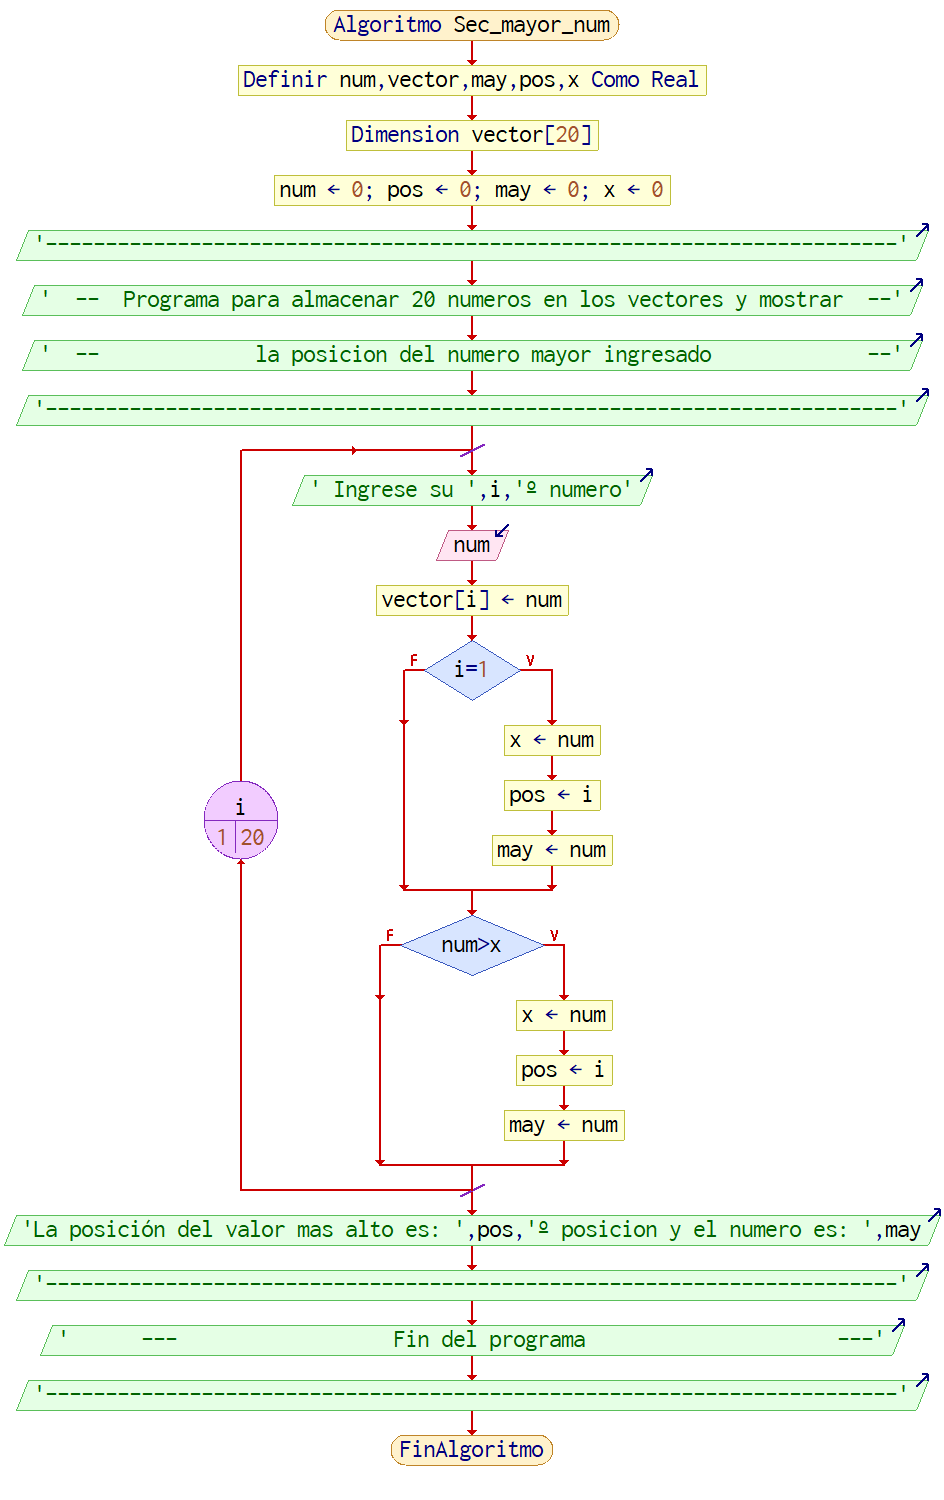 Algoritmo Sec_mayor_num
Definir num,vector,may,pos,x Como Real
Dimension vector[20]
num ← 0; pos ← 0; may ← 0; x ← 0
'-----------------------------------------------------------------------'
'  --  Programa para almacenar 20 numeros en los vectores y mostrar  --'
'  --             la posicion del numero mayor ingresado             --'
'-----------------------------------------------------------------------'
' Ingrese su ',i,'º numero'
num
vector[i] ← num
F i=1 V
x ← num
pos ← i
i
1 20
may ← num
F num>x V
x ← num
pos ← i
may ← num
'La posición del valor mas alto es: ',pos,'º posicion y el numero es: ',may
'-----------------------------------------------------------------------'
'      ---                  Fin del programa                     ---'
'-----------------------------------------------------------------------'
FinAlgoritmo